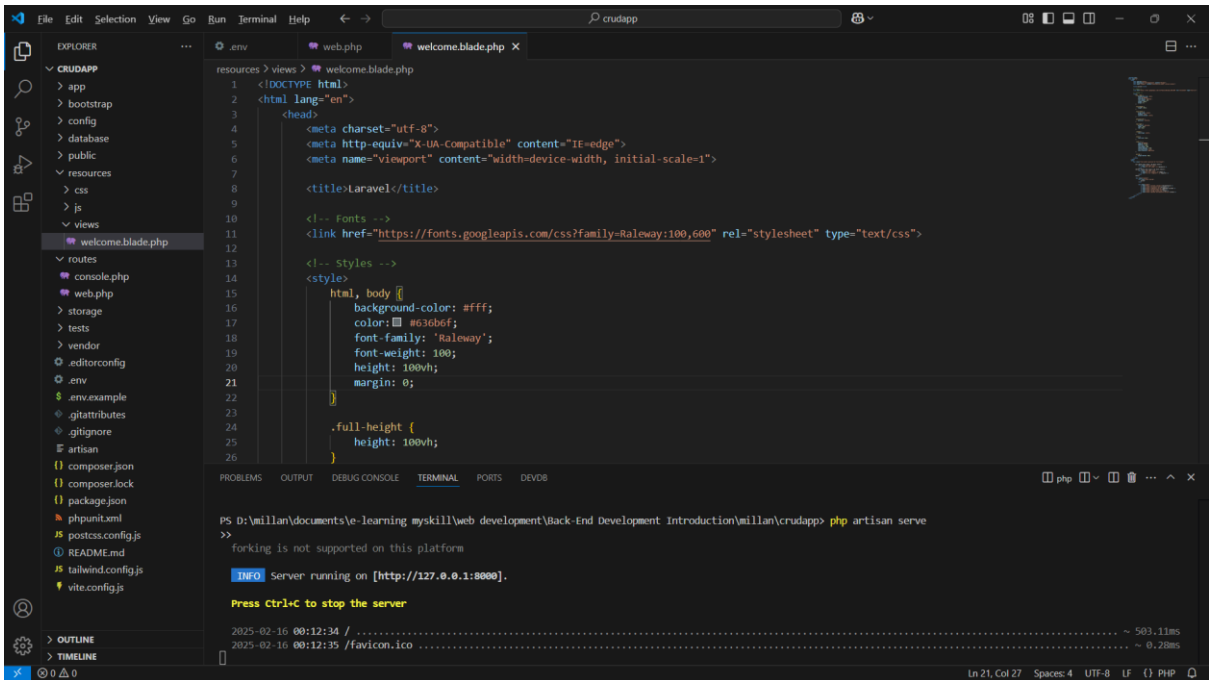 File Edit Selection View Go Run Terminal Help
crudapp
EXPLORER
.env
web.php
welcome.blade.php
CRUDAPP
app
bootstrap
config
database
public
resources
css
js
views
welcome.blade.php
routes
console.php
web.php
storage
tests
vendor
.editorconfig
.env
.env.example
.gitattributes
.gitignore
artisan
composer.json
composer.lock
package.json
phpunit.xml
postcss.config.js
README.md
tailwind.config.js
vite.config.js
OUTLINE
TIMELINE
resources > views > welcome.blade.php
1 <!DOCTYPE html>
2 <html lang="en">
3 <head>
4 <meta charset="utf-8">
5 <meta http-equiv="X-UA-Compatible" content="IE=edge">
6 <meta name="viewport" content="width=device-width, initial-scale=1">
7
8 <title>Laravel</title>
9
10 <!-- Fonts -->
11 <link href="https://fonts.googleapis.com/css?family=Raleway:100,600" rel="stylesheet" type="text/css">
12
13 <!-- Styles -->
14 <style>
15 html, body {
16 background-color: #fff;
17 color: #636b6f;
18 font-family: 'Raleway';
19 font-weight: 100;
20 height: 100vh;
21 margin: 0;
22 }
23
24 .full-height {
25 height: 100vh;
26 }
PROBLEMS OUTPUT DEBUG CONSOLE TERMINAL PORTS DEVDB
php
PS D:\millan\documents\e-learning myskill\web development\Back-End Development Introduction\millan\crudapp> php artisan serve
>>
forking is not supported on this platform
INFO Server running on [http://127.0.0.1:8000].
Press Ctrl+C to stop the server
2025-02-16 00:12:34 / ........................................ ~ 503.11ms
2025-02-16 00:12:35 /favicon.ico ........................................ ~ 0.28ms
0 0
Ln 21, Col 27 Spaces: 4 UTF-8 LF {} PHP